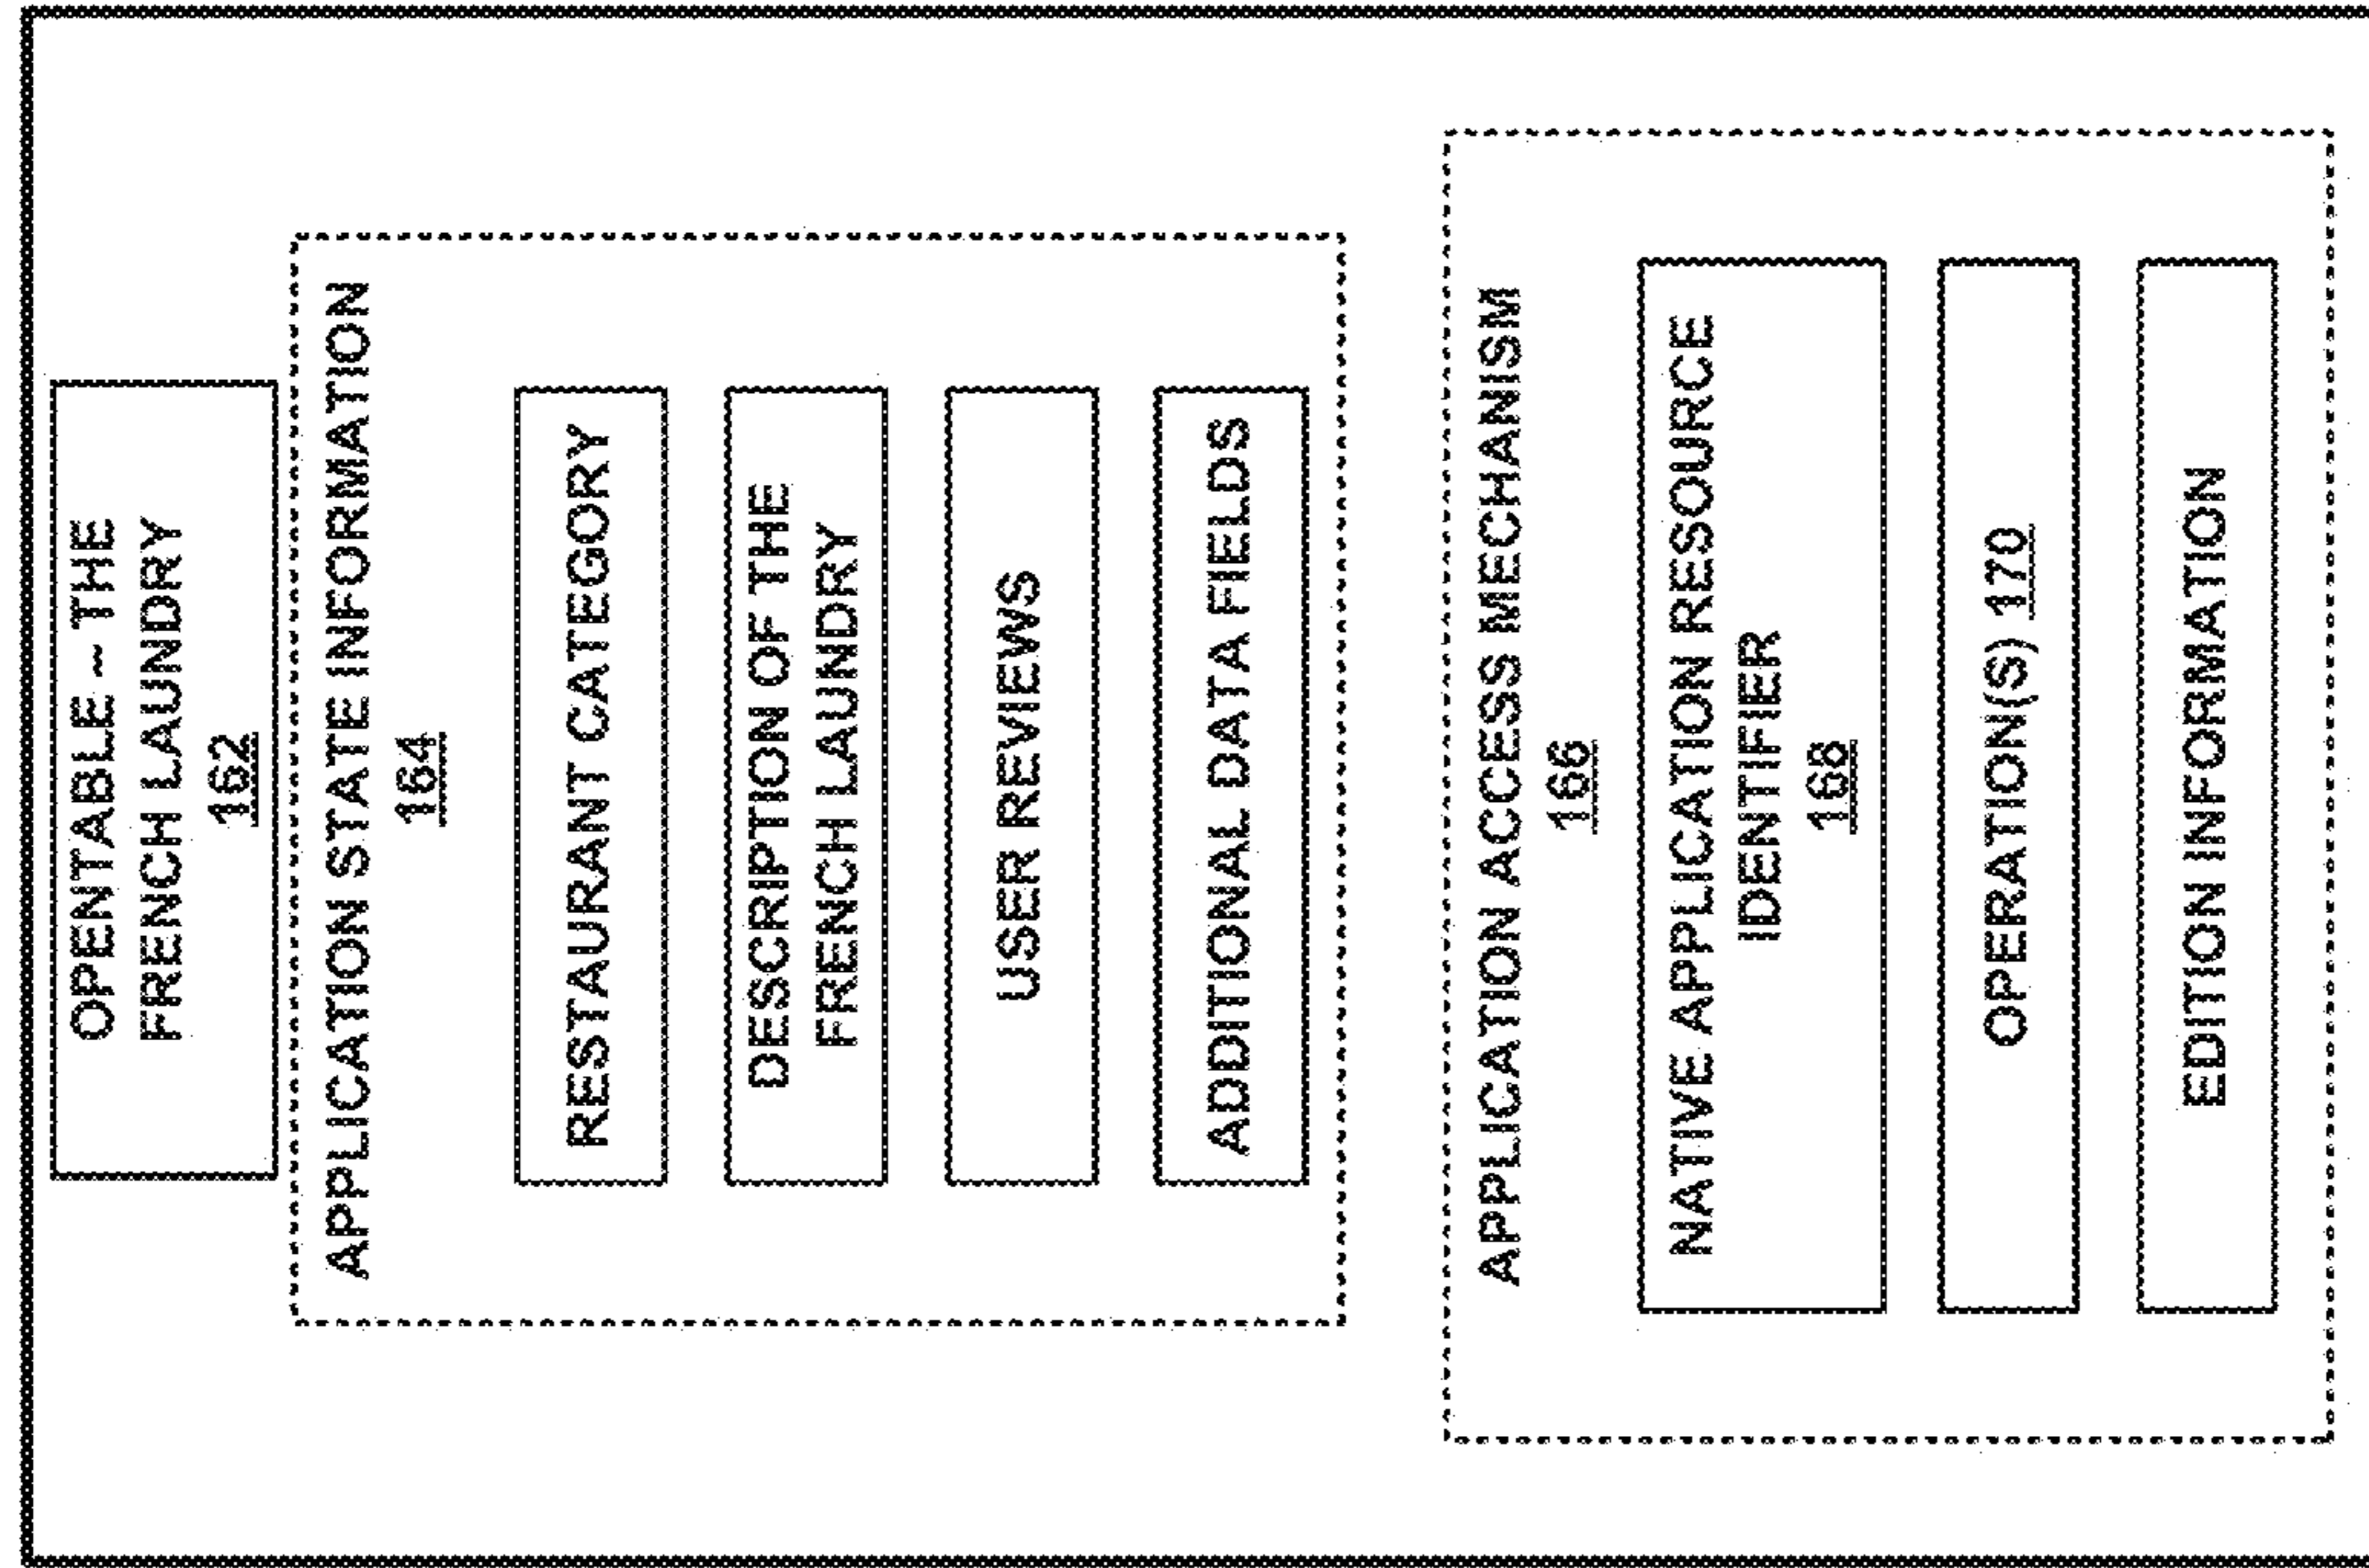 OPENTABLE – THE
FRENCH LAUNDRY
162
APPLICATION STATE INFORMATION
164
RESTAURANT CATEGORY
DESCRIPTION OF THE
FRENCH LAUNDRY
USER REVIEWS
ADDITIONAL DATA FIELDS
APPLICATION ACCESS MECHANISM
166
NATIVE APPLICATION RESOURCE
IDENTIFIER
168
OPERATION(S) 170
EDITION INFORMATION